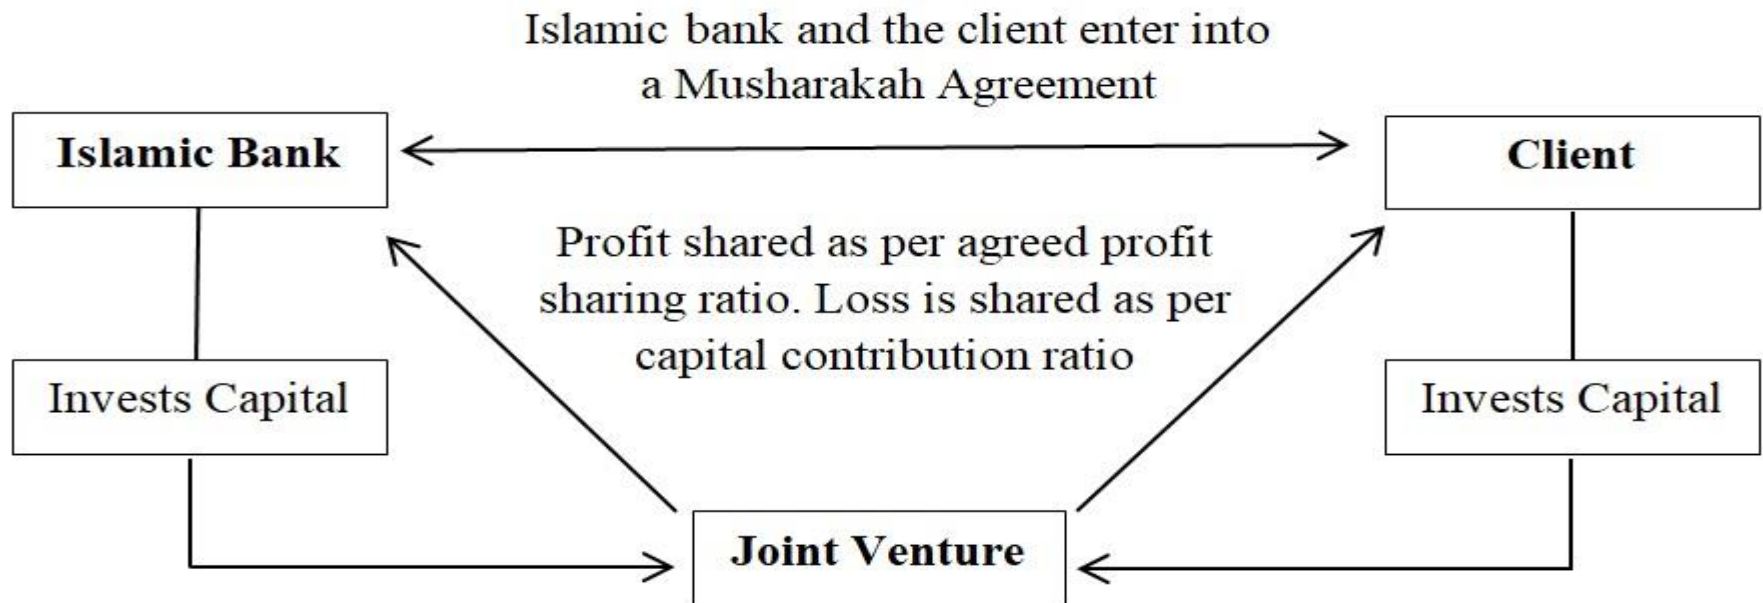 Islamic bank and the client enter into
a Musharakah Agreement
Islamic Bank
Client
Profit shared as per agreed profit
sharing ratio. Loss is shared as per
capital contribution ratio
Invests Capital
Invests Capital
Joint Venture